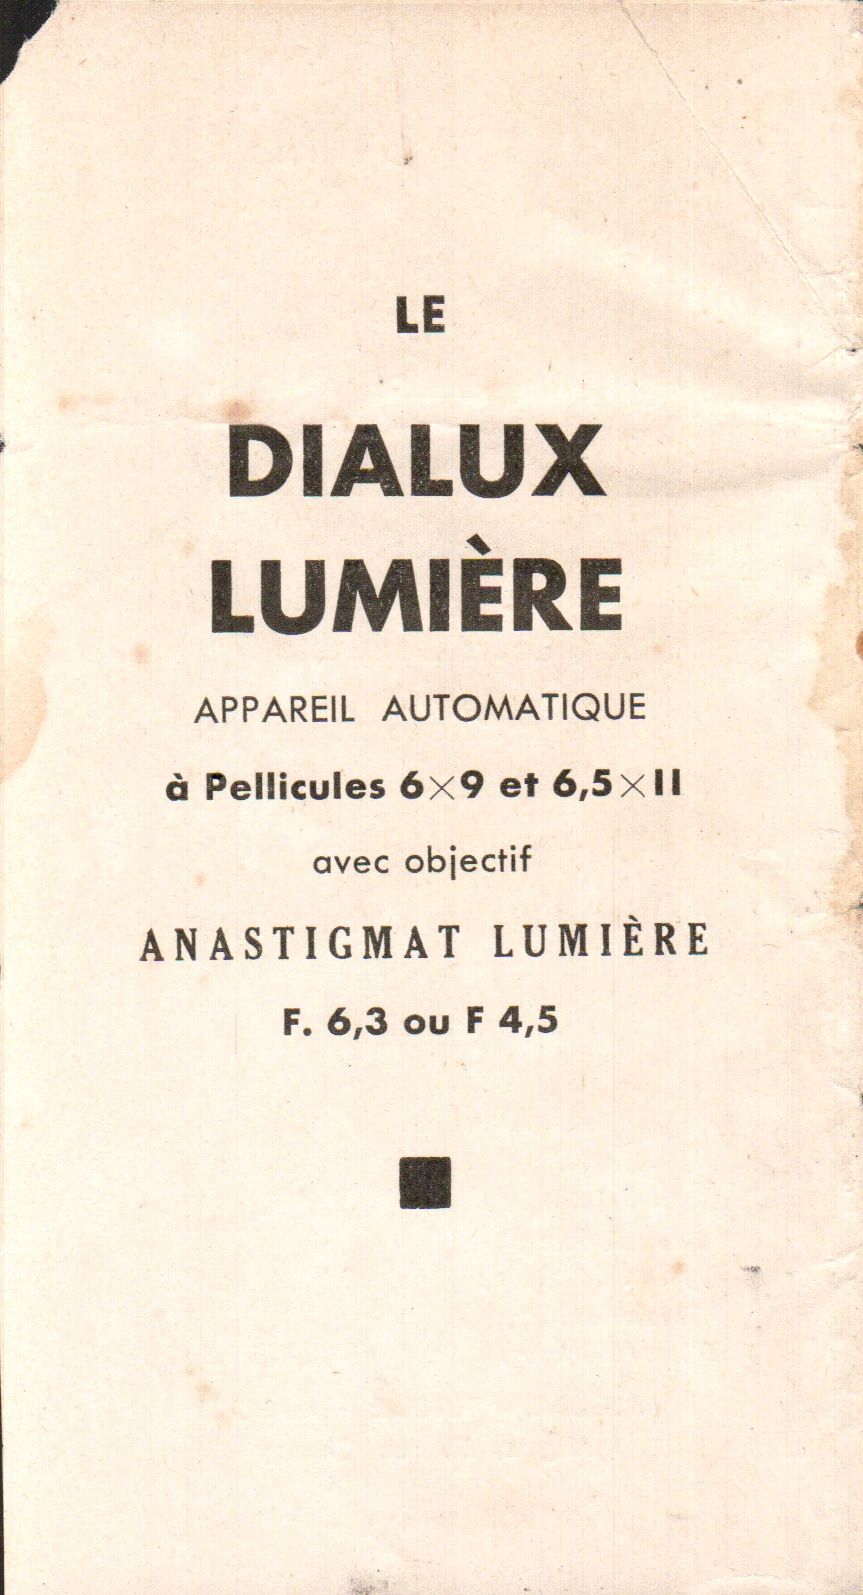 LE
DIALUX
LUMIÈRE
APPAREIL AUTOMATIQUE
à Pellicules 6×9 et 6,5×11
avec objectif
ANASTIGMAT LUMIÈRE
F. 6,3 ou F 4,5